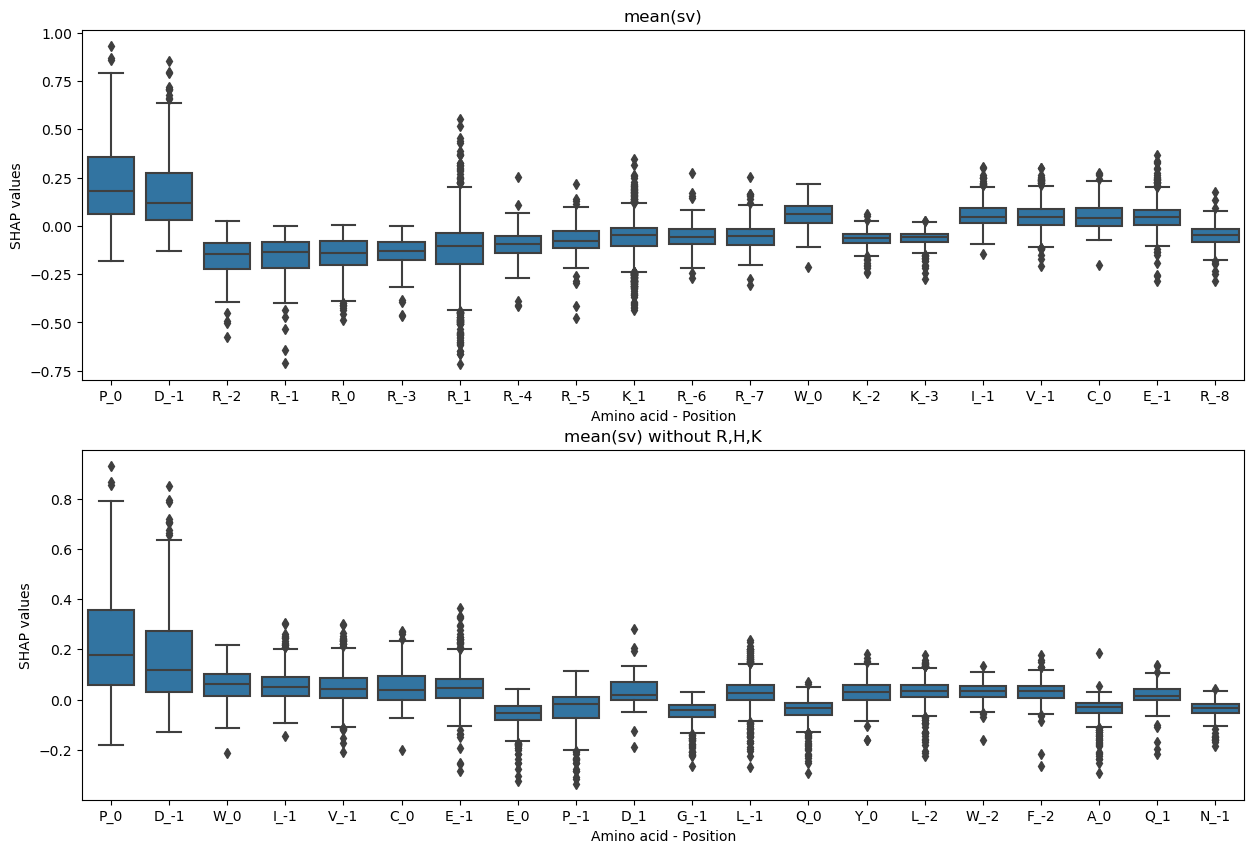 mean(sv)
1.00
0.75
0.50
0.25
0.00
−0.25
−0.50
−0.75
SHAP values
P_0 D_-1 R_-2 R_-1 R_0 R_-3 R_1 R_-4 R_-5 K_1 R_-6 R_-7 W_0 K_-2 K_-3 I_-1 V_-1 C_0 E_-1 R_-8
Amino acid - Position
mean(sv) without R,H,K
0.8
0.6
0.4
0.2
0.0
−0.2
SHAP values
P_0 D_-1 W_0 I_-1 V_-1 C_0 E_-1 E_0 P_-1 D_1 G_-1 L_-1 Q_0 Y_0 L_-2 W_-2 F_-2 A_0 Q_1 N_-1
Amino acid - Position